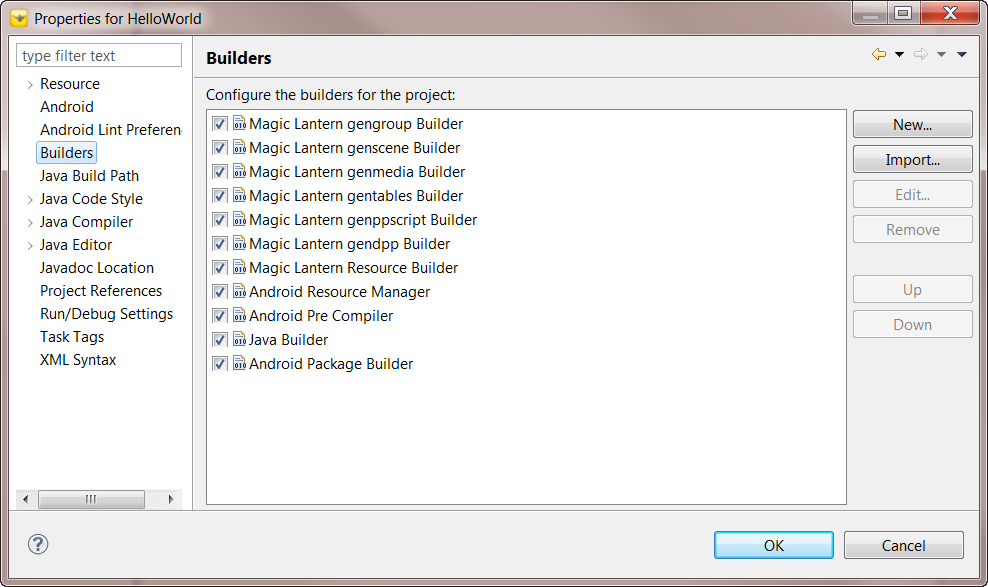 Properties for HelloWorld
type filter text
Resource
Android
Android Lint Preferen
Builders
Java Build Path
Java Code Style
Java Compiler
Java Editor
Javadoc Location
Project References
Run/Debug Settings
Task Tags
XML Syntax
Builders
Configure the builders for the project:
Magic Lantern gengroup Builder
Magic Lantern genscene Builder
Magic Lantern genmedia Builder
Magic Lantern gentables Builder
Magic Lantern genppscript Builder
Magic Lantern gendpp Builder
Magic Lantern Resource Builder
Android Resource Manager
Android Pre Compiler
Java Builder
Android Package Builder
New...
Import...
Edit...
Remove
Up
Down
OK
Cancel